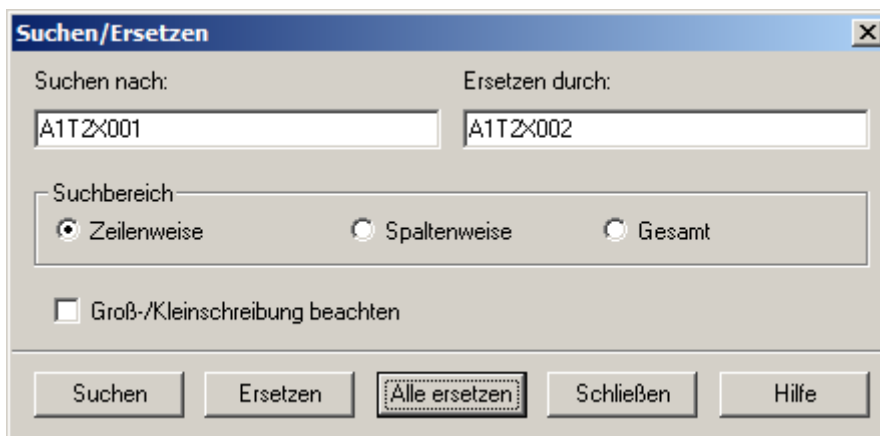 Suchen/Ersetzen
Suchen nach: Ersetzen durch:
A1T2X001 A1T2X002
Suchbereich
Zeilenweise Spaltenweise Gesamt
Groß-/Kleinschreibung beachten
Suchen Ersetzen Alle ersetzen Schließen Hilfe